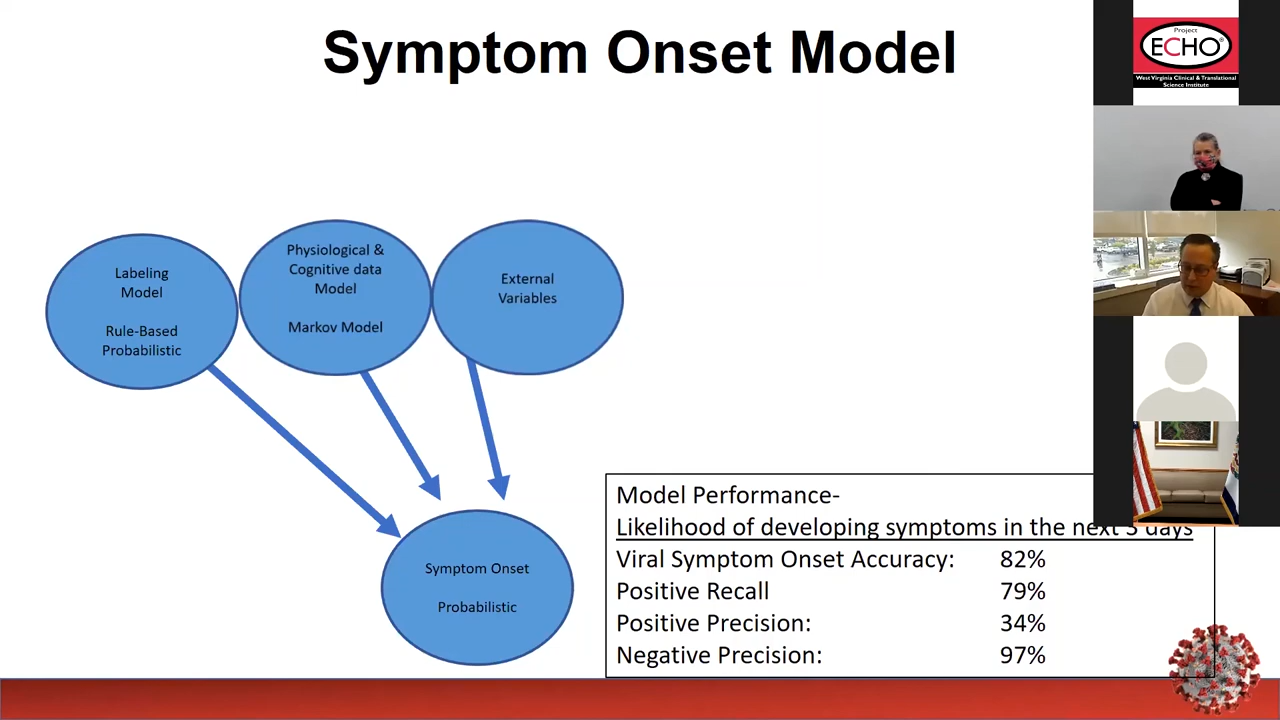 Symptom Onset Model
Project
ECHO®
West Virginia Clinical & Translational
Science Institute
Labeling
Model
Rule-Based
Probabilistic
Physiological &
Cognitive data
Model
Markov Model
External
Variables
Symptom Onset
Probabilistic
Model Performance-
Likelihood of developing symptoms in the next 3 days
Viral Symptom Onset Accuracy: 82%
Positive Recall 79%
Positive Precision: 34%
Negative Precision: 97%